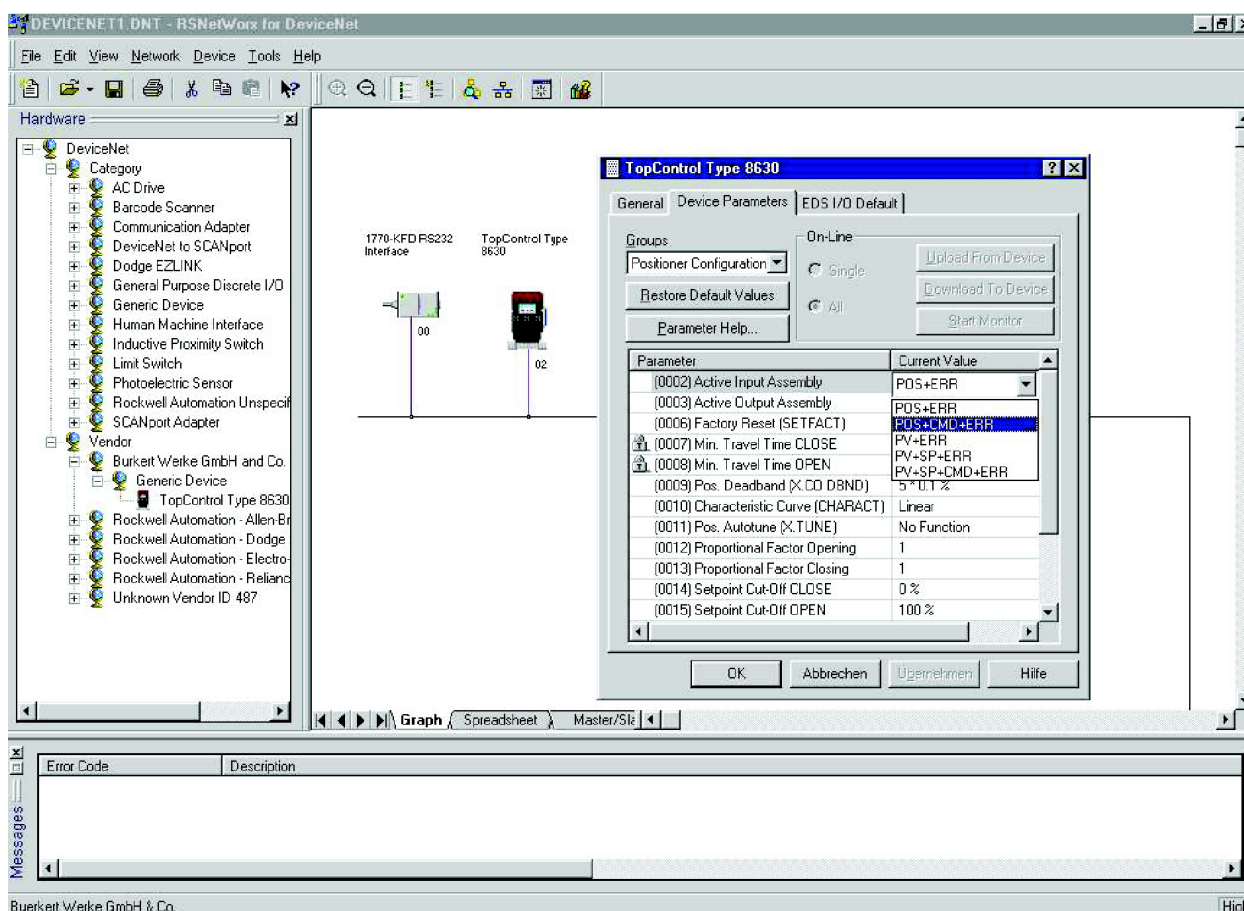 DEVICENET1.DNT - RSNetWorx for DeviceNet
File Edit View Network Device Tools Help
Hardware
DeviceNet
Category
AC Drive
Barcode Scanner
Communication Adapter
DeviceNet to SCANport
Dodge EZLINK
General Purpose Discrete I/O
Generic Device
Human Machine Interface
Inductive Proximity Switch
Limit Switch
Photoelectric Sensor
Rockwell Automation Unspecif
SCANport Adapter
Vendor
Burkert Werke GmbH and Co.
Generic Device
TopControl Type 8630
Rockwell Automation - Allen-Br
Rockwell Automation - Dodge
Rockwell Automation - Electro-
Rockwell Automation - Relianc
Unknown Vendor ID 487
1770-KFD RS232
Interface
00
TopControl Type
8630
02
TopControl Type 8630
General Device Parameters EDS I/O Default
Groups
Positioner Configuration
Restore Default Values
Parameter Help...
On-Line
Single
All
Upload From Device
Download To Device
Start Monitor
Parameter Current Value
(0002) Active Input Assembly POS+ERR
(0003) Active Output Assembly
(0006) Factory Reset (SETFACT)
(0007) Min. Travel Time CLOSE
(0008) Min. Travel Time OPEN
POS+ERR
POS+CMD+ERR
PV+ERR
PV+SP+ERR
PV+SP+CMD+ERR
(0009) Pos. Deadband (X.CO DBND) 5 * 0.1 %
(0010) Characteristic Curve (CHARACT) Linear
(0011) Pos. Autotune (X.TUNE) No Function
(0012) Proportional Factor Opening 1
(0013) Proportional Factor Closing 1
(0014) Setpoint Cut-Off CLOSE 0 %
(0015) Setpoint Cut-Off OPEN 100 %
OK Abbrechen Übernehmen Hilfe
Graph Spreadsheet Master/Sla
Error Code Description
Messages
Buerkert Werke GmbH & Co. Higl